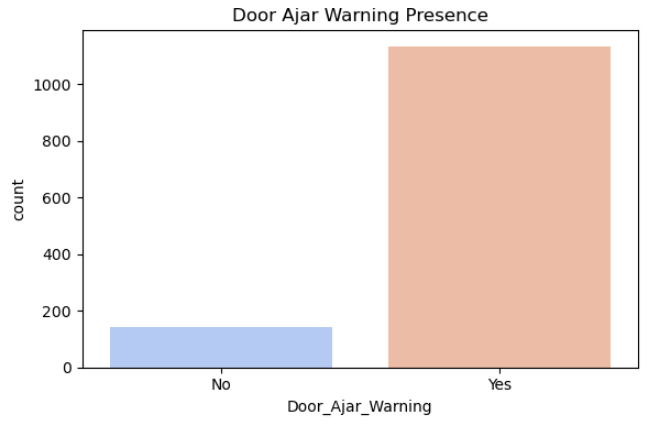 Door Ajar Warning Presence
1000
800
600
400
200
0
count
No
Yes
Door_Ajar_Warning